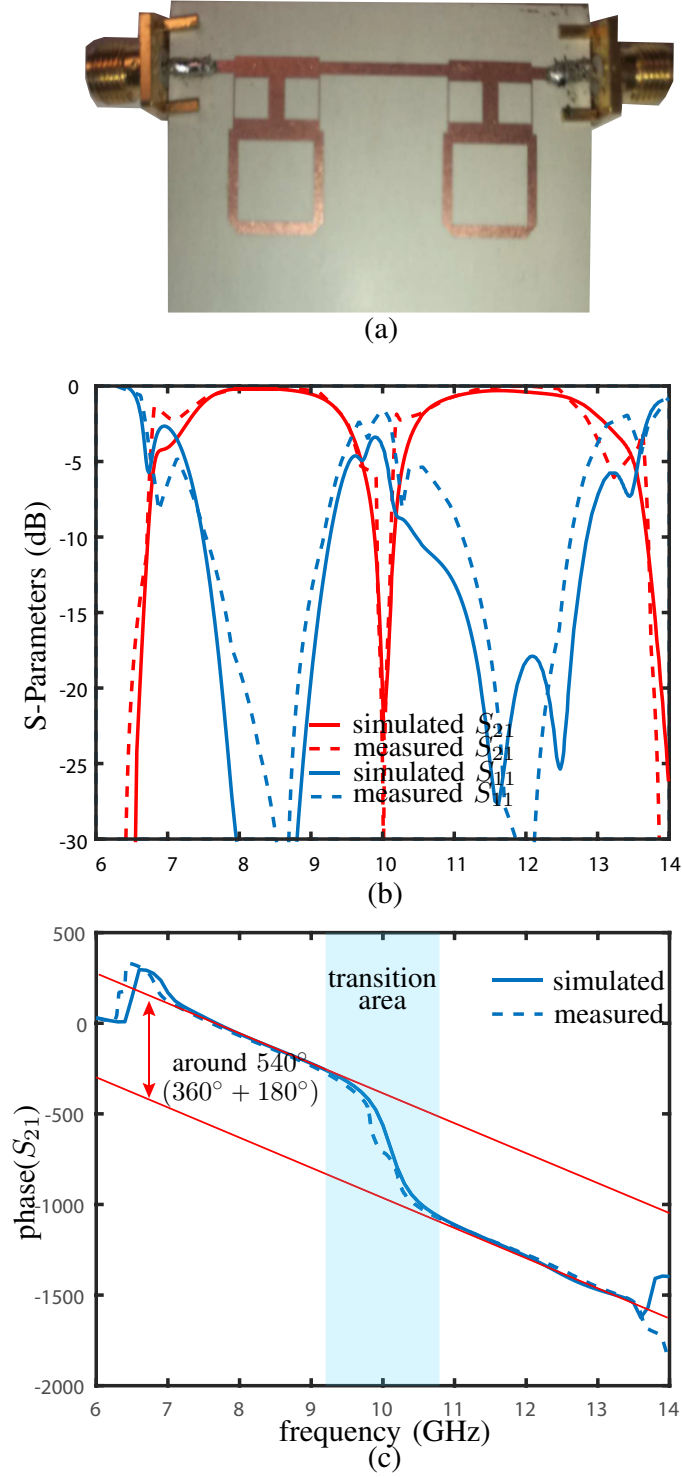 (a)
0
-5
-10
-15
-20
-25
-30
S-Parameters (dB)
simulated S₂₁
measured S₂₁
simulated S₁₁
measured S₁₁
6 7 8 9 10 11 12 13 14
(b)
500
0
-500
-1000
-1500
-2000
phase(S₂₁)
transition
area
simulated
measured
around 540°
(360° + 180°)
6 7 8 9 10 11 12 13 14
frequency (GHz)
(c)